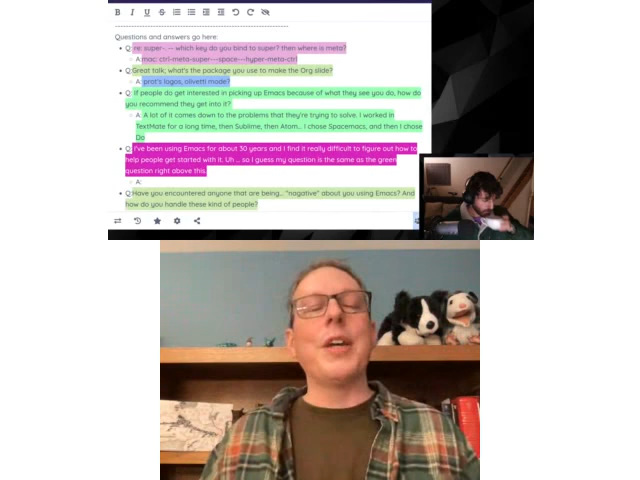 B I U S
Questions and answers go here:
Q: re: super-. — which key do you bind to super? then where is meta?
A:mac: ctrl-meta-super---space---hyper-meta-ctrl
Q:Great talk; what's the package you use to make the Org slide?
A: prot's logos, olivetti mode?
Q: If people do get interested in picking up Emacs because of what they see you do, how do
you recommend they get into it?
A: A lot of it comes down to the problems that they're trying to solve. I worked in
TextMate for a long time, then Sublime, then Atom... I chose Spacemacs, and then I chose
Do
Q: I've been using Emacs for about 30 years and I find it really difficult to figure out how to
help people get started with it. Uh ... so I guess my question is the same as the green
question right above this.
A:
Q:Have you encountered anyone that are being... "nagative" about you using Emacs? And
how do you handle these kind of people?